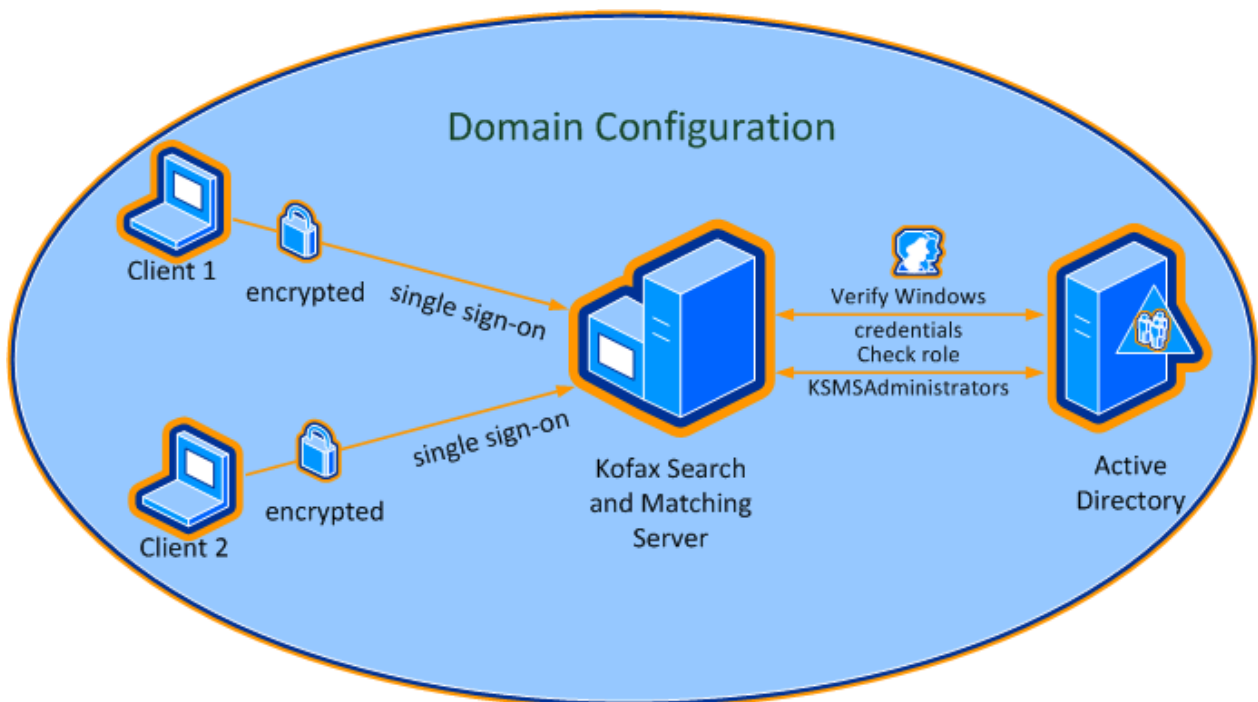 Domain Configuration
Client 1
encrypted
single sign-on
Client 2
encrypted
single sign-on
Kofax Search
and Matching
Server
Verify Windows
credentials
Check role
KSMSAdministrators
Active
Directory